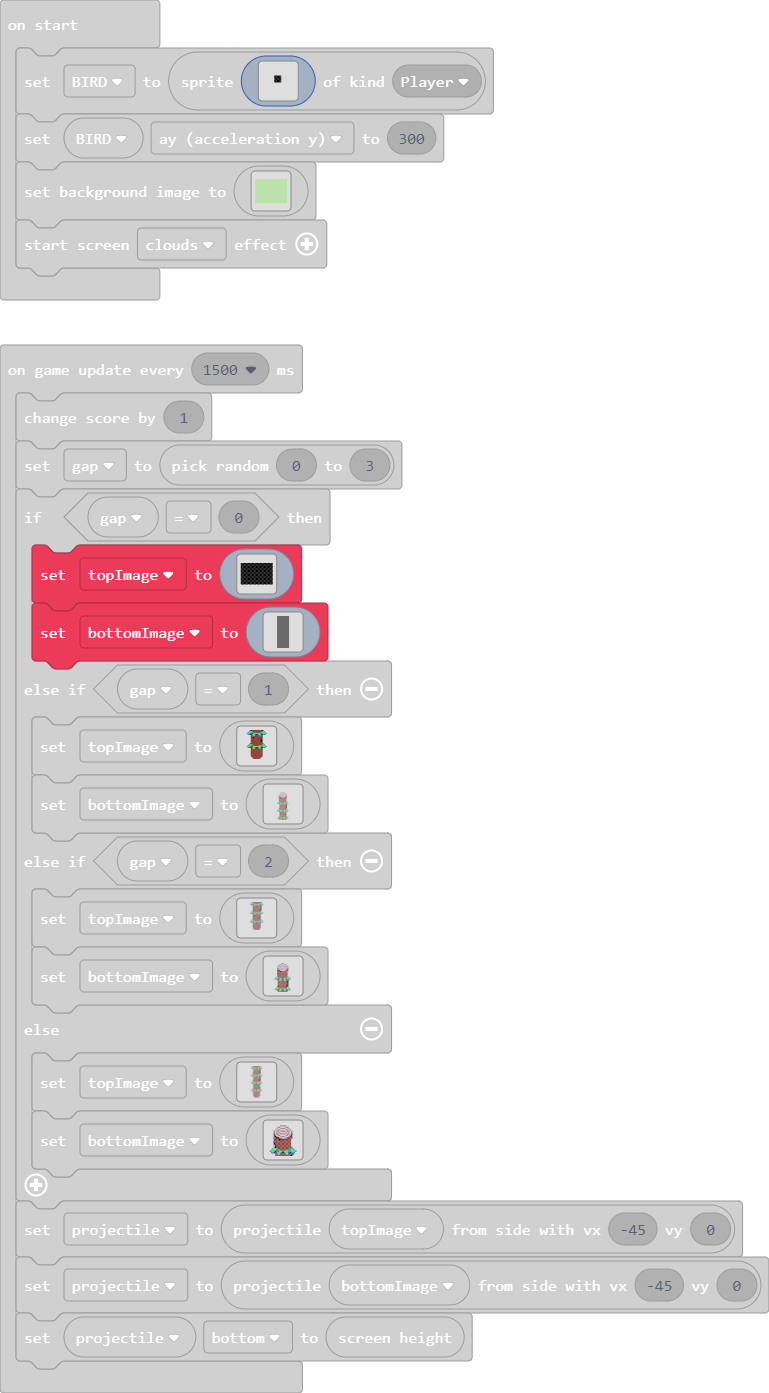 on start
set BIRD to sprite of kind Player
set BIRD ay (acceleration y) to 300
set background image to
start screen clouds effect
on game update every 1500 ms
change score by 1
set gap to pick random 0 to 3
if gap = 0 then
set topImage to
set bottomImage to
else if gap = 1 then
set topImage to
set bottomImage to
else if gap = 2 then
set topImage to
set bottomImage to
else
set topImage to
set bottomImage to
set projectile to projectile topImage from side with vx -45 vy 0
set projectile to projectile bottomImage from side with vx -45 vy 0
set projectile bottom to screen height